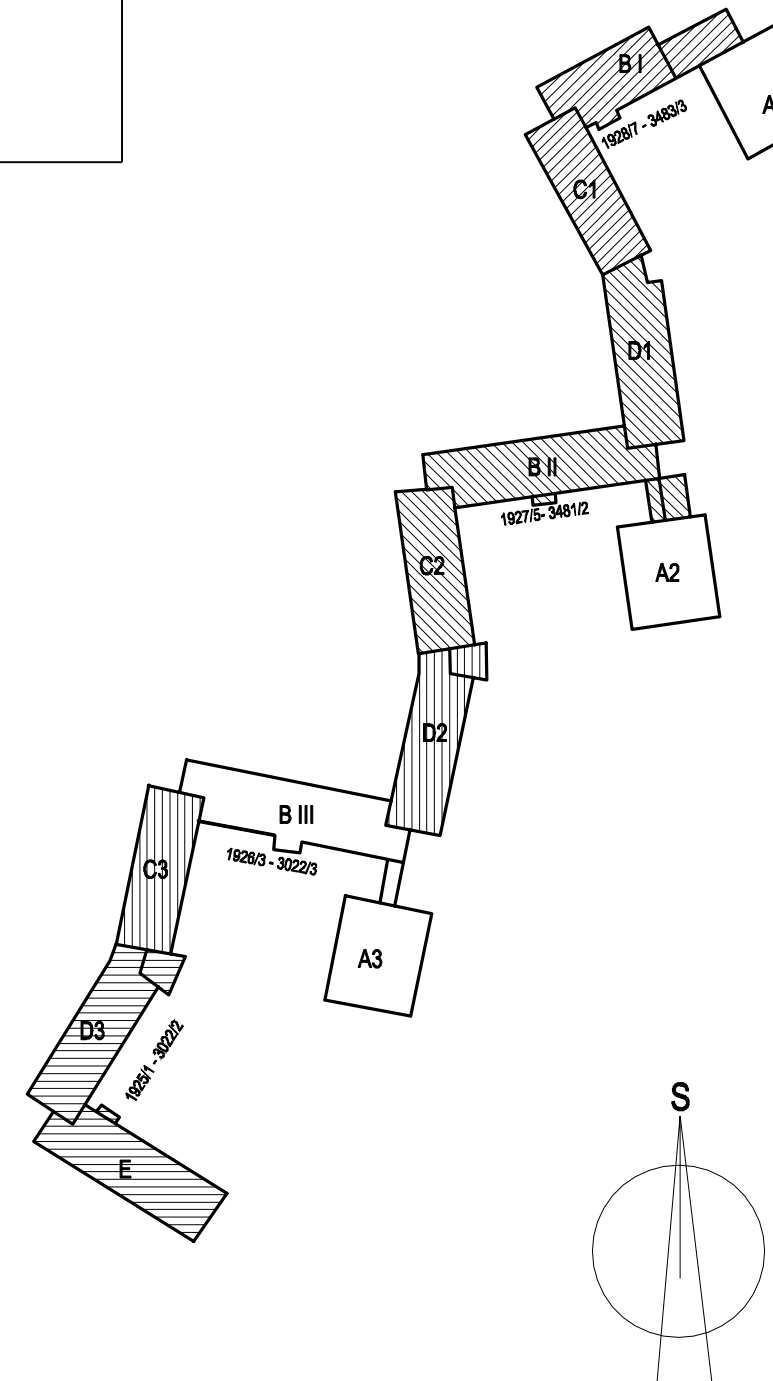 B I
A
1928/7 - 3483/3
C1
D1
B II
1927/5- 3481/2
C2
A2
D2
B III
1926/3 - 3022/3
C3
A3
D3
1925/1 - 3022/2
S
E